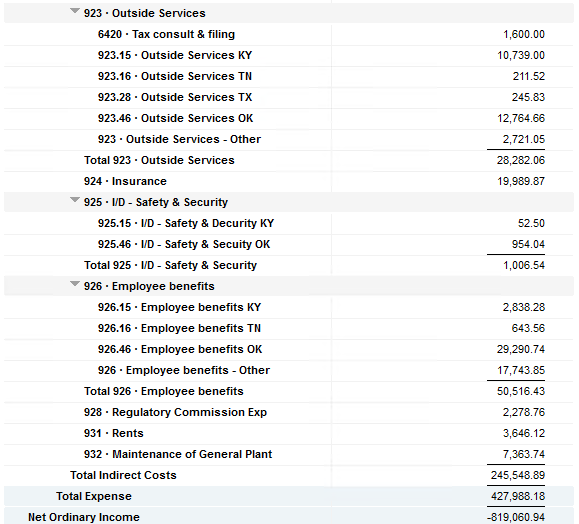 923 · Outside Services
6420 · Tax consult & filing 1,600.00
923.15 · Outside Services KY 10,739.00
923.16 · Outside Services TN 211.52
923.28 · Outside Services TX 245.83
923.46 · Outside Services OK 12,764.66
923 · Outside Services - Other 2,721.05
Total 923 · Outside Services 28,282.06
924 · Insurance 19,989.87
925 · I/D - Safety & Security
925.15 · I/D - Safety & Decurity KY 52.50
925.46 · I/D - Safety & Secuity OK 954.04
Total 925 · I/D - Safety & Security 1,006.54
926 · Employee benefits
926.15 · Employee benefits KY 2,838.28
926.16 · Employee benefits TN 643.56
926.46 · Employee benefits OK 29,290.74
926 · Employee benefits - Other 17,743.85
Total 926 · Employee benefits 50,516.43
928 · Regulatory Commission Exp 2,278.76
931 · Rents 3,646.12
932 · Maintenance of General Plant 7,363.74
Total Indirect Costs 245,548.89
Total Expense 427,988.18
Net Ordinary Income -819,060.94